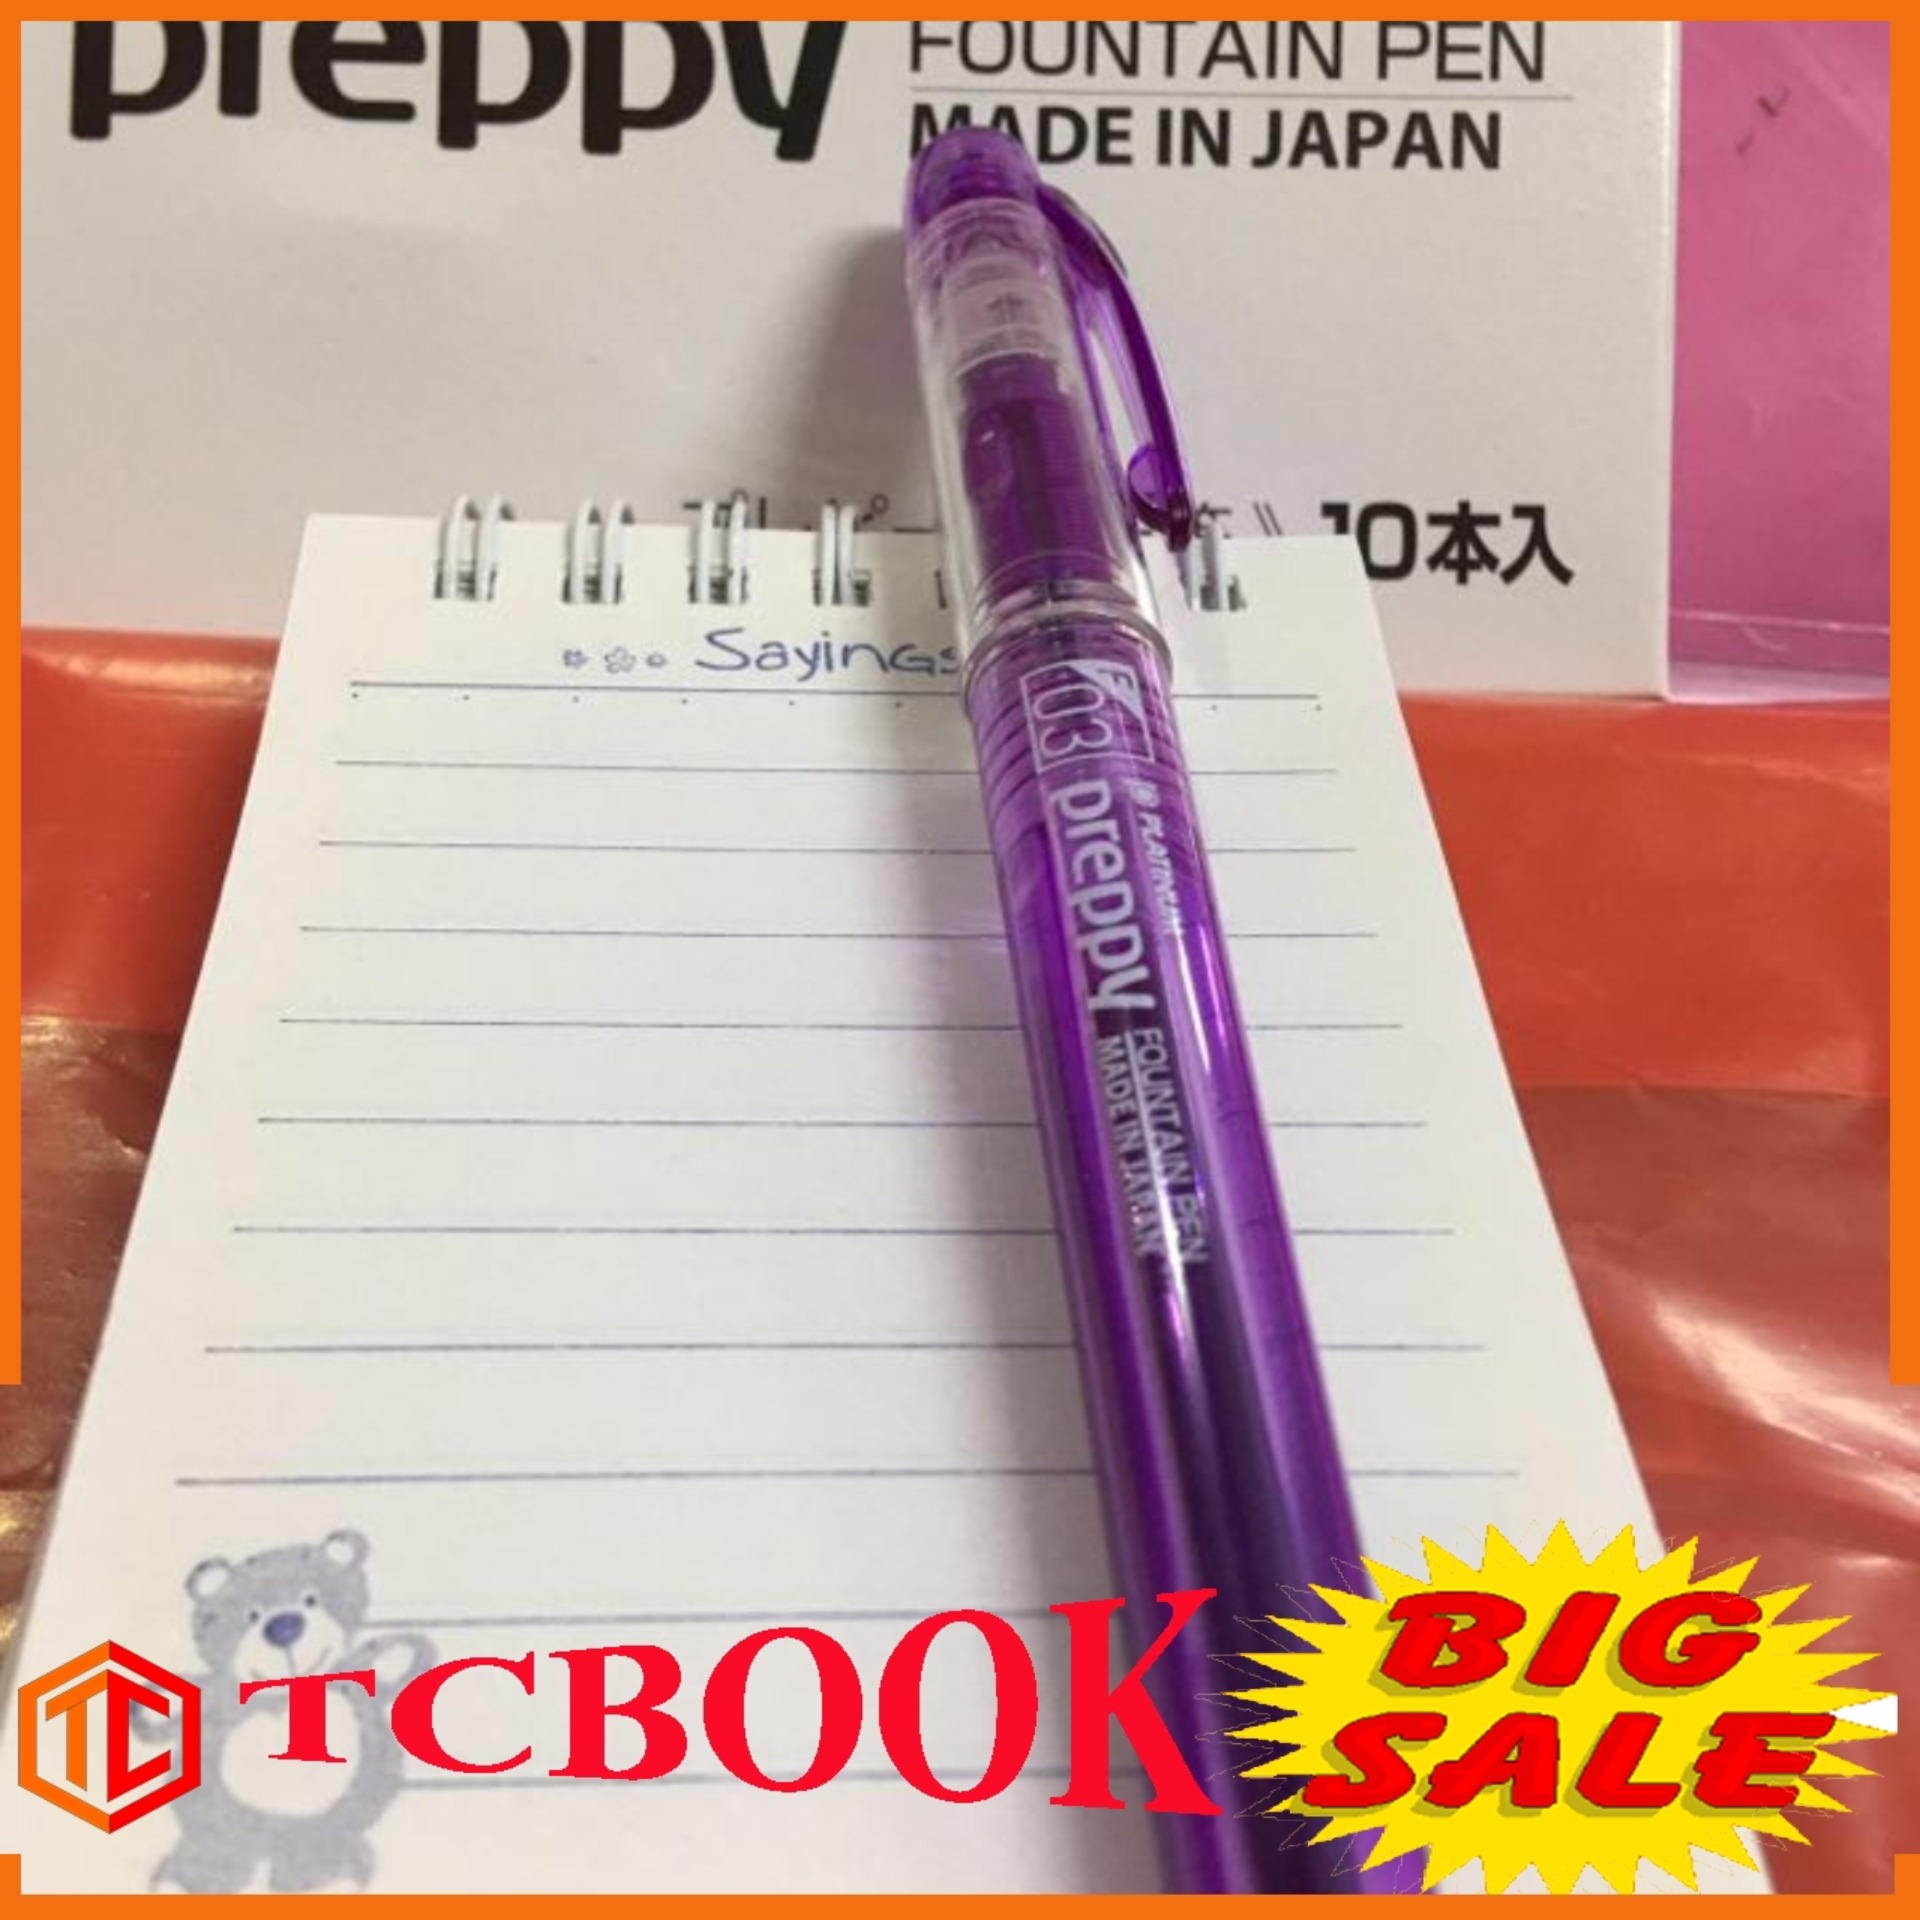 preppy
FOUNTAIN PEN
MADE IN JAPAN
10本入
Sayings
F
03
preppy
PLATINUM
FOUNTAIN PEN
MADE IN JAPAN
TC
TCBOOK
BIG
SALE